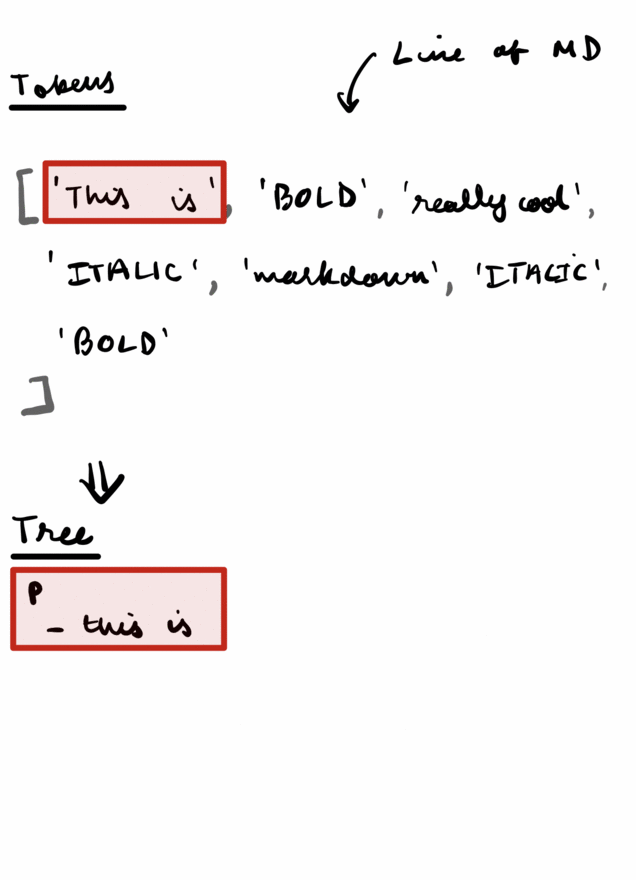 Line of MD
Tokens
['This is', 'BOLD', 'really cool',
'ITALIC', 'markdown', 'ITALIC',
'BOLD'
]
⇓
Tree
P
- this is